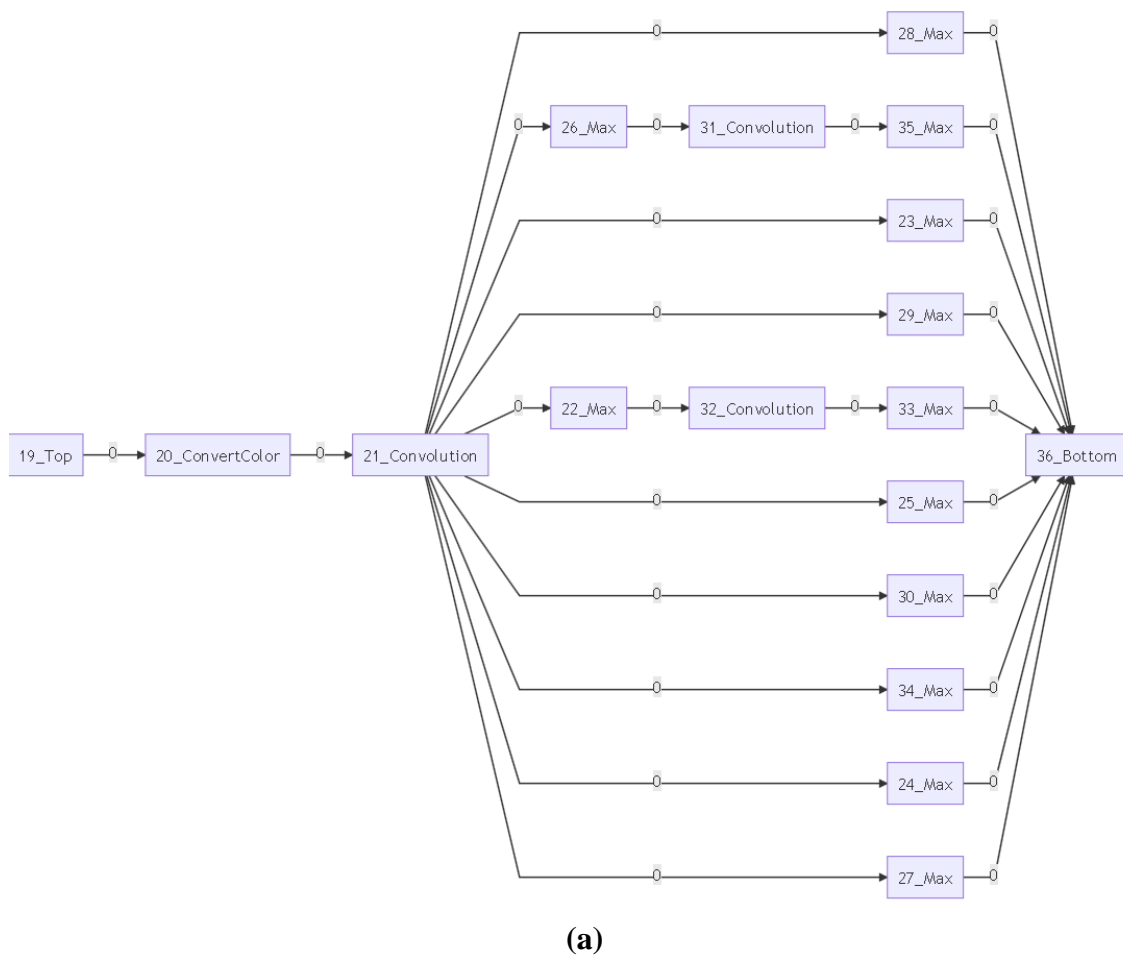 0 28_Max 0
0 26_Max 0 31_Convolution 0 35_Max 0
0 23_Max 0
0 29_Max 0
0 22_Max 0 32_Convolution 0 33_Max 0
19_Top 0 20_ConvertColor 0 21_Convolution 36_Bottom
0 25_Max 0
0 30_Max 0
0 34_Max 0
0 24_Max 0
0 27_Max 0
(a)